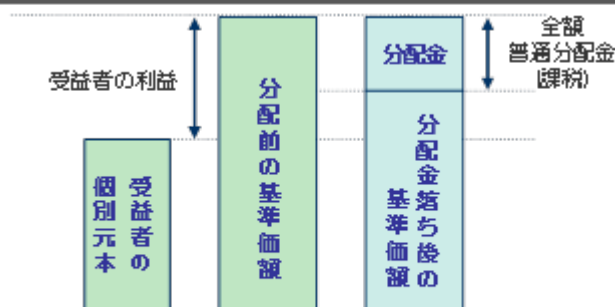 受益者の利益
受益者の
個別元本
分配前の基準価額
分配金
分配金落ち後の
基準価額
全額
普通分配金
(課税)